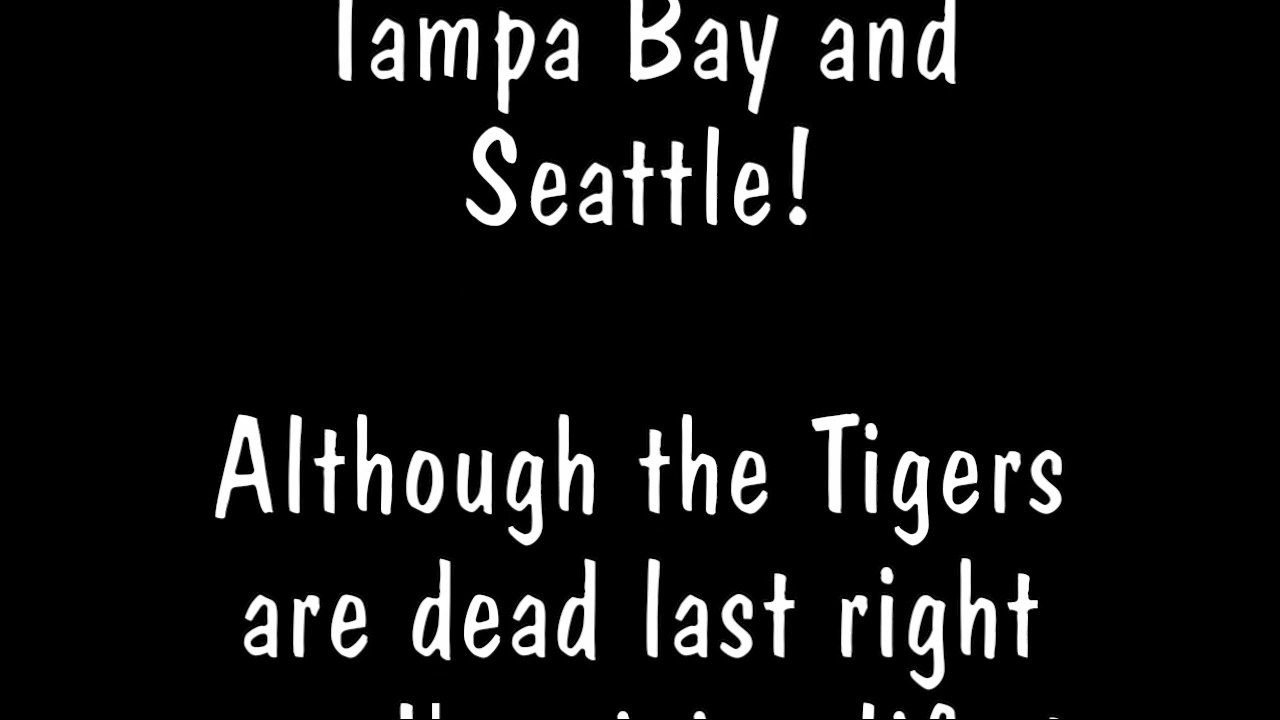 Tampa Bay and
Seattle!
Although the Tigers
are dead last right